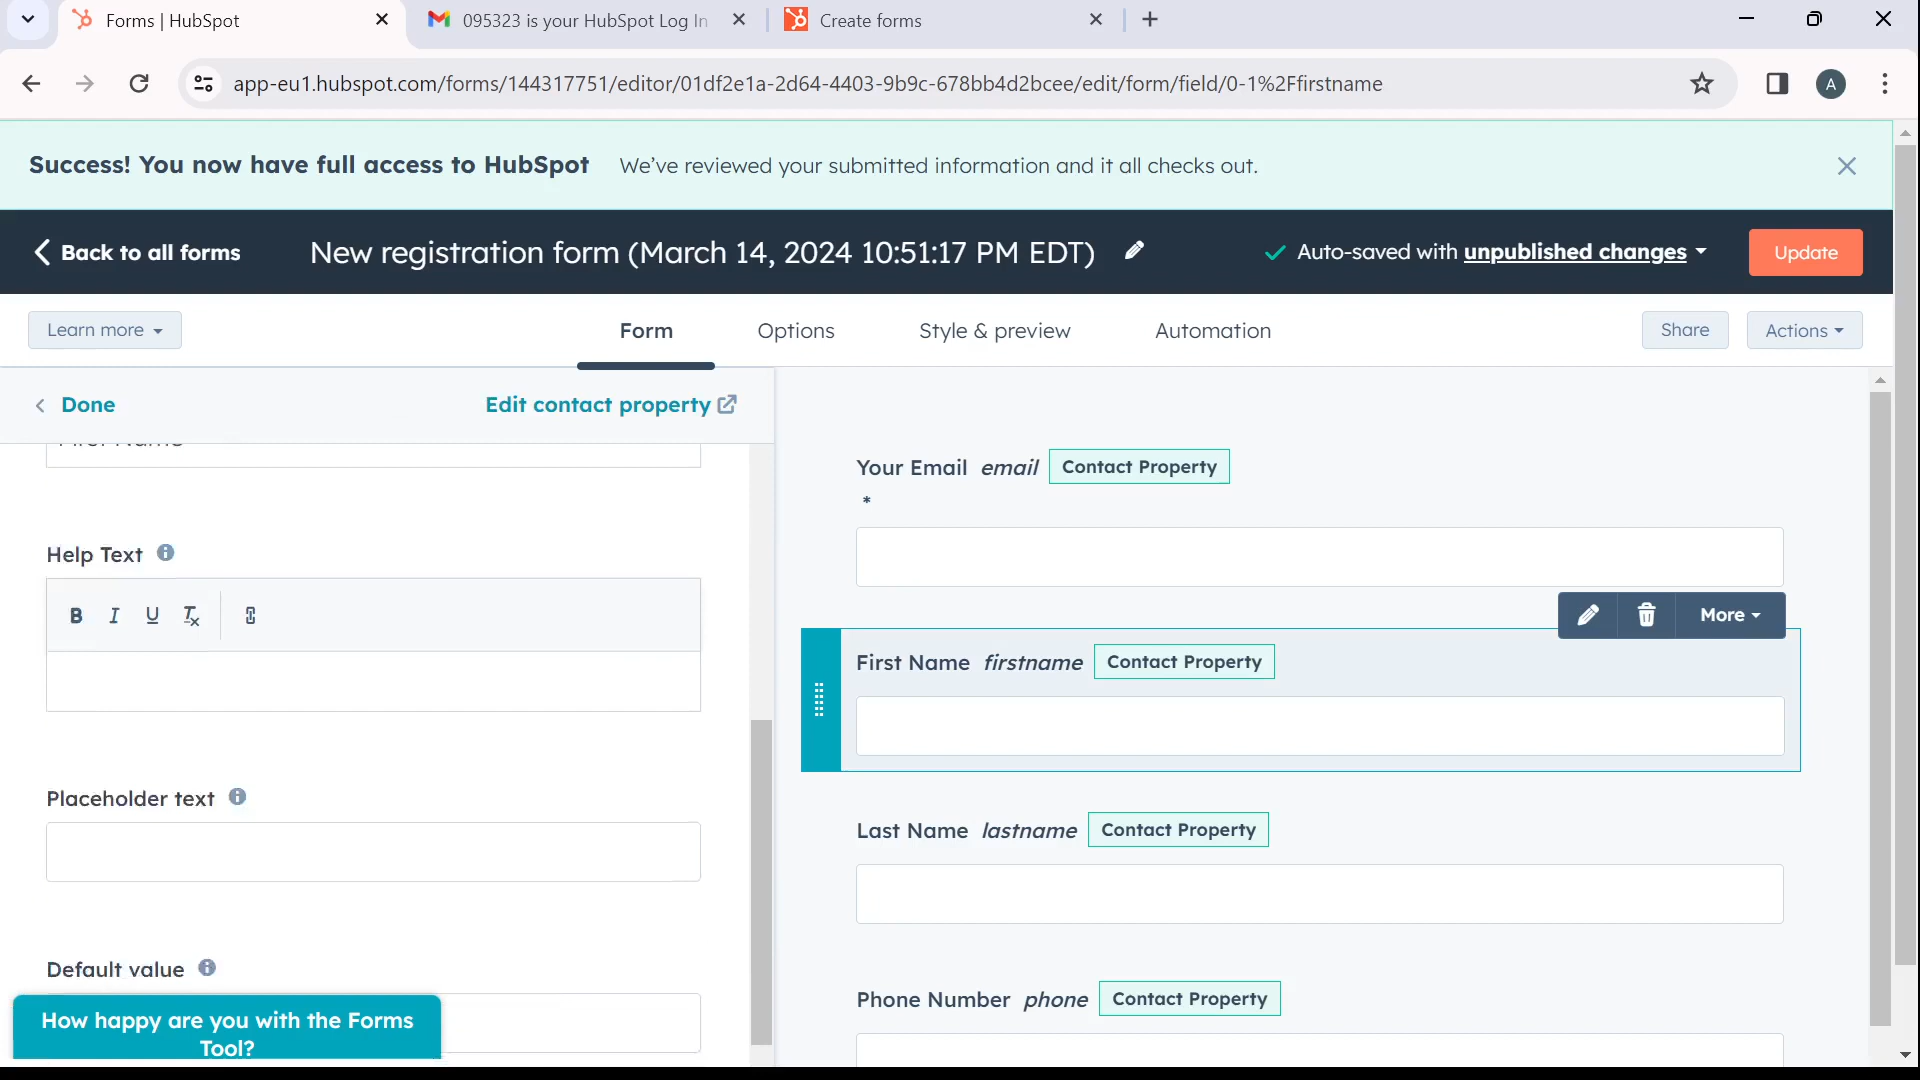 Forms | HubSpot
095323 is your HubSpot Log In
Create forms
app-eu1.hubspot.com/forms/144317751/editor/01df2e1a-2d64-4403-9b9c-678bb4d2bcee/edit/form/field/0-1%2Ffirstname
A
Success! You now have full access to HubSpot We've reviewed your submitted information and it all checks out.
Back to all forms
New registration form (March 14, 2024 10:51:17 PM EDT)
Auto-saved with unpublished changes
Update
Learn more
Form
Options
Style & preview
Automation
Share
Actions
Done
Edit contact property
First Name
Help Text
B I U Tx
Placeholder text
Default value
How happy are you with the Forms
Tool?
Your Email email Contact Property
*
More
First Name firstname Contact Property
Last Name lastname Contact Property
Phone Number phone Contact Property